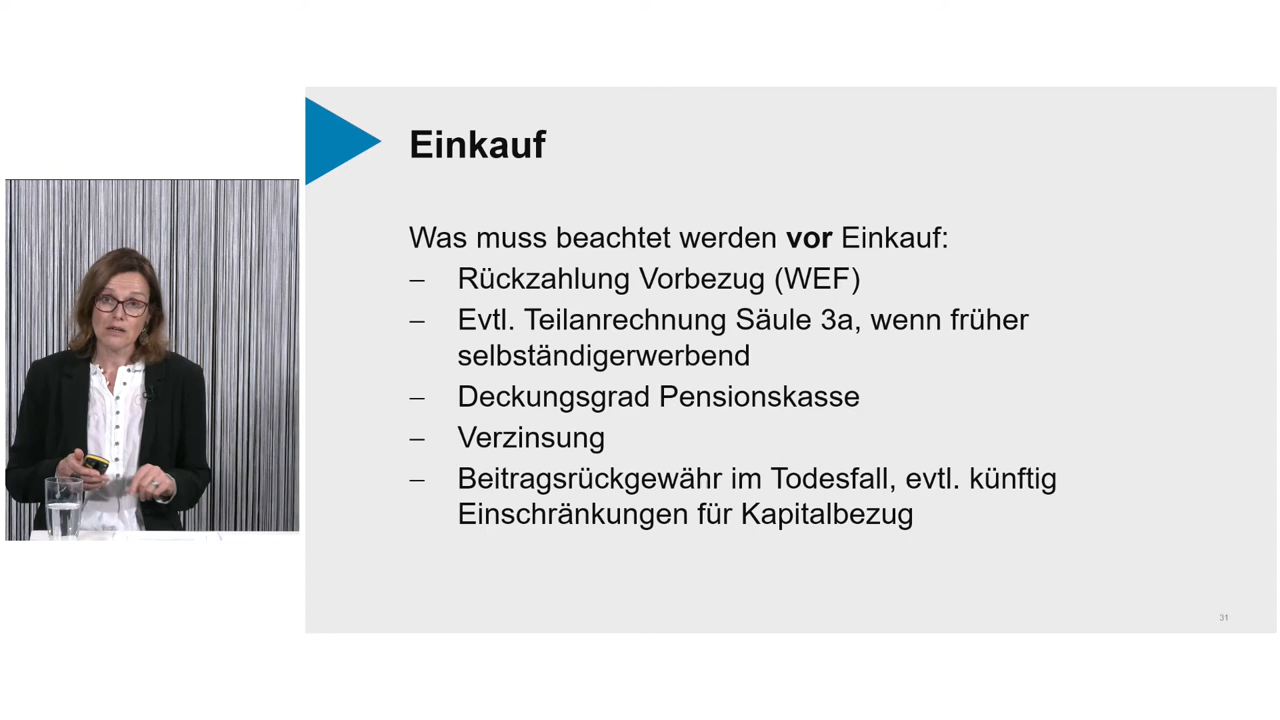 Einkauf
Was muss beachtet werden vor Einkauf:
– Rückzahlung Vorbezug (WEF)
– Evtl. Teilanrechnung Säule 3a, wenn früher
selbständigerwerbend
– Deckungsgrad Pensionskasse
– Verzinsung
– Beitragsrückgewähr im Todesfall, evtl. künftig
Einschränkungen für Kapitalbezug
31